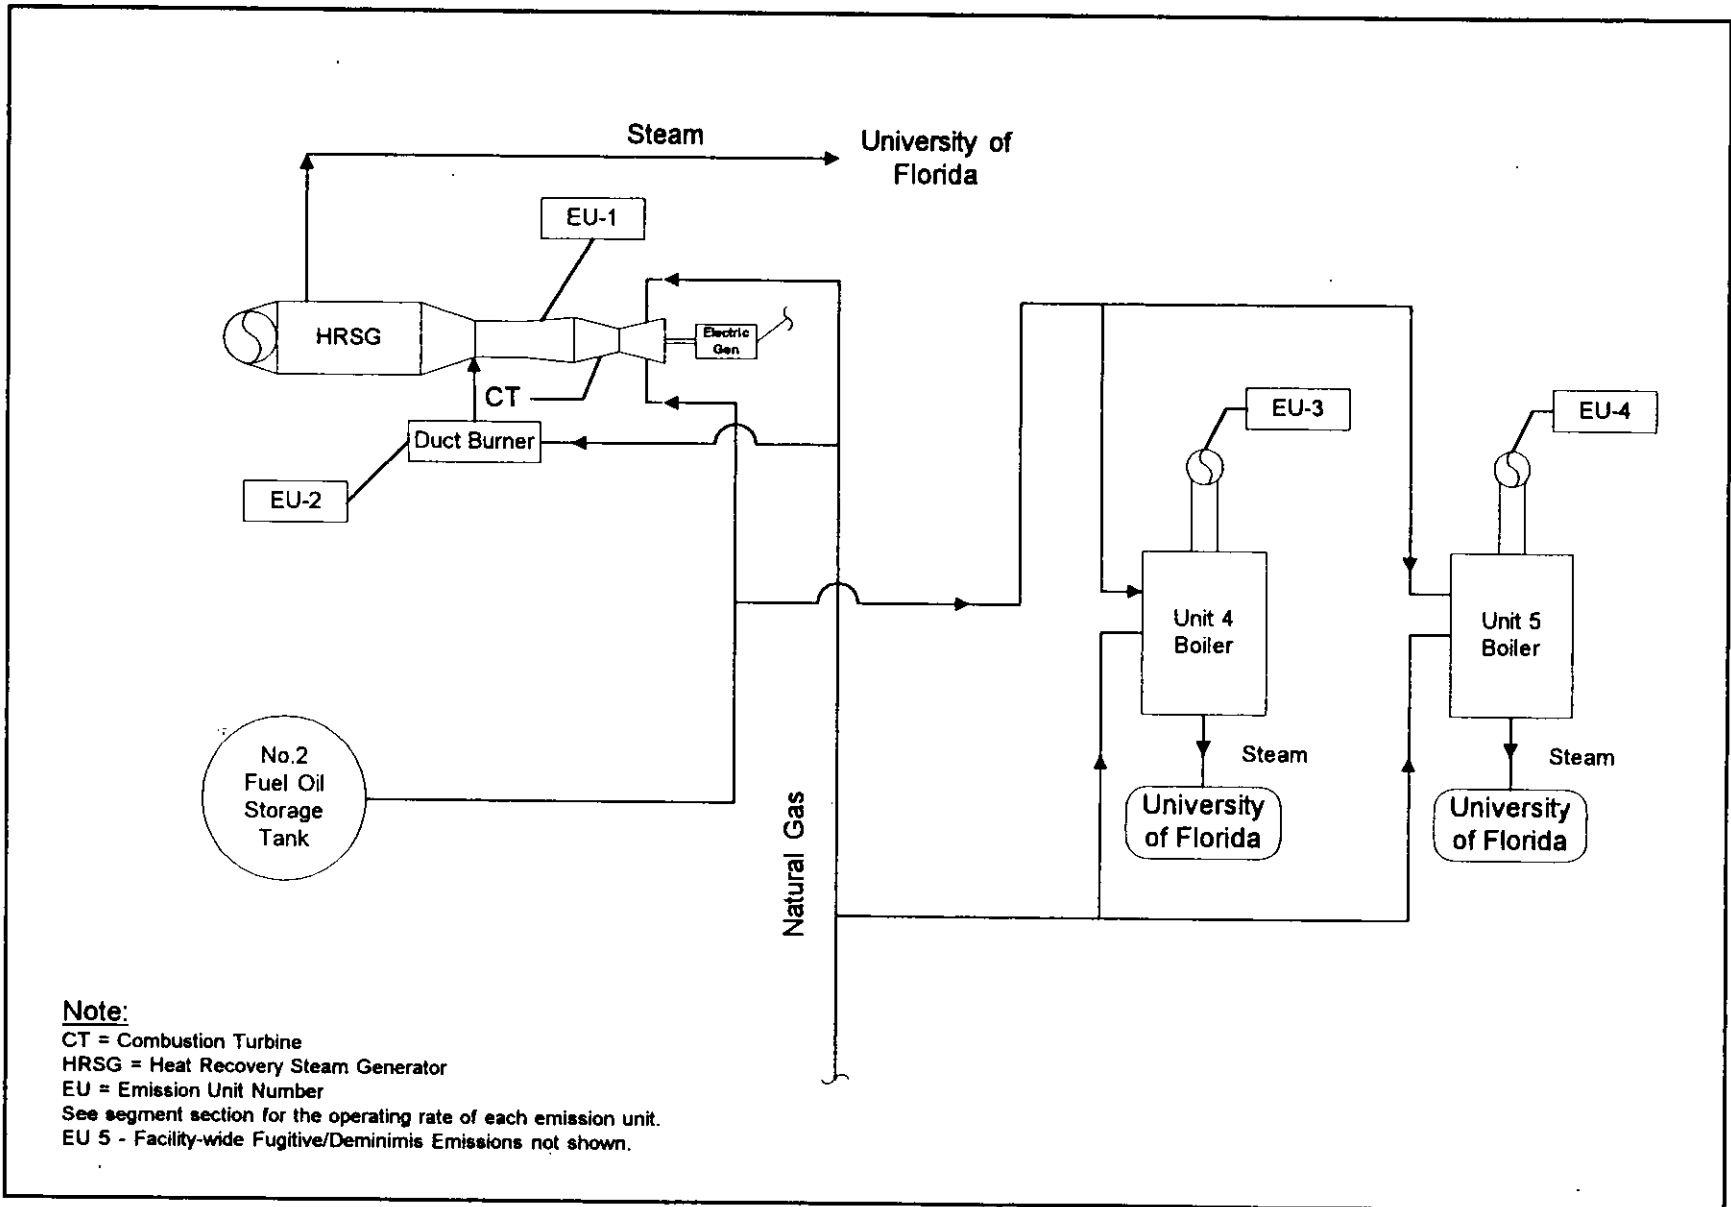 Steam
University of
Florida
EU-1
HRSG
Electric
Gen
CT
Duct Burner
EU-2
EU-3
EU-4
Unit 4
Boiler
Unit 5
Boiler
No.2
Fuel Oil
Storage
Tank
Natural Gas
Steam
University
of Florida
Steam
University
of Florida
Note:
CT = Combustion Turbine
HRSG = Heat Recovery Steam Generator
EU = Emission Unit Number
See segment section for the operating rate of each emission unit.
EU 5 - Facility-wide Fugitive/Deminimis Emissions not shown.